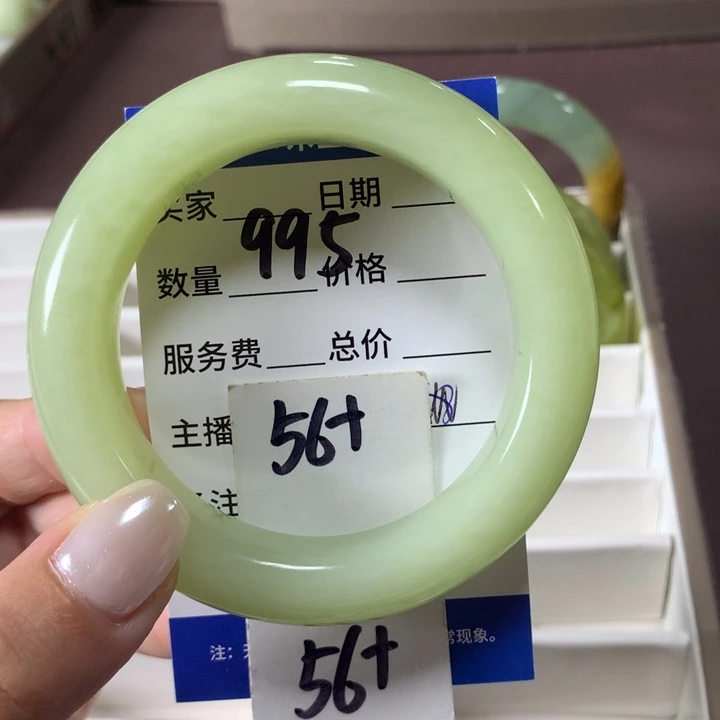 家 日期
995
数量 价格
服务费 总价
主播
56+
注
注:
常现象。
56+